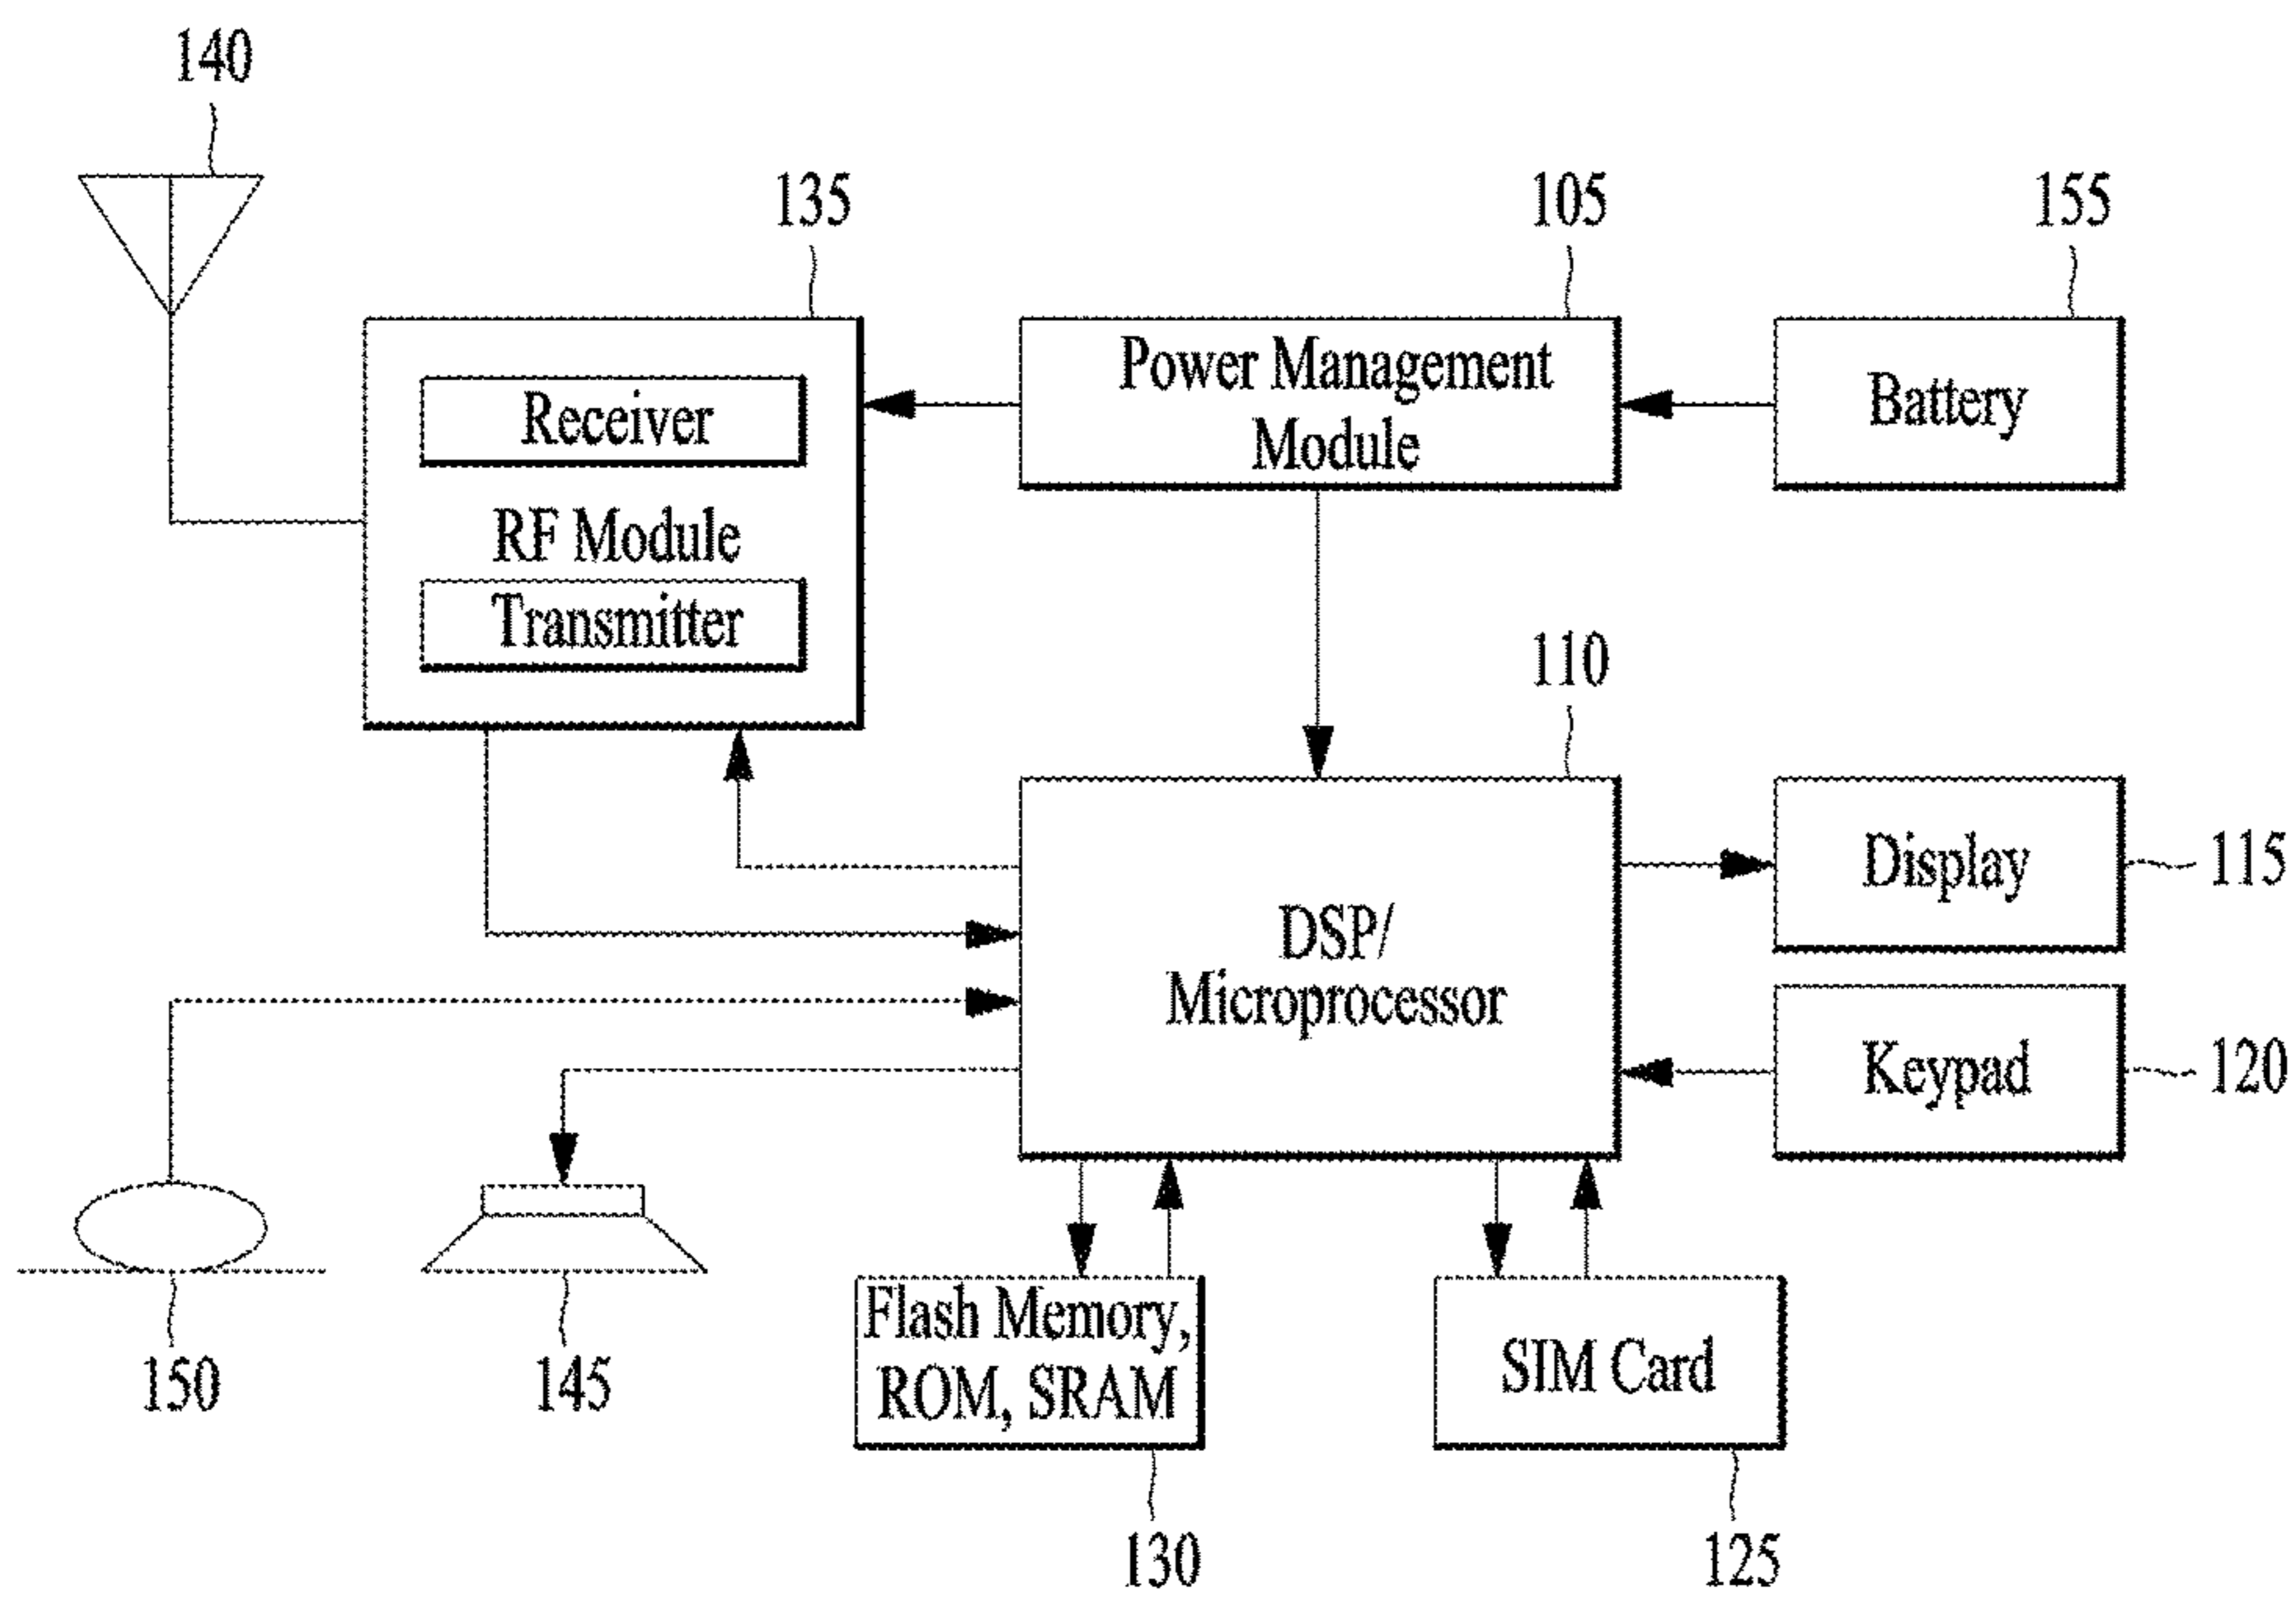 140
135
105
155
Receiver
RF Module
Transmitter
Power Management
Module
Battery
110
DSP/
Microprocessor
Display
115
Keypad
120
150
145
Flash Memory,
ROM, SRAM
SIM Card
130
125